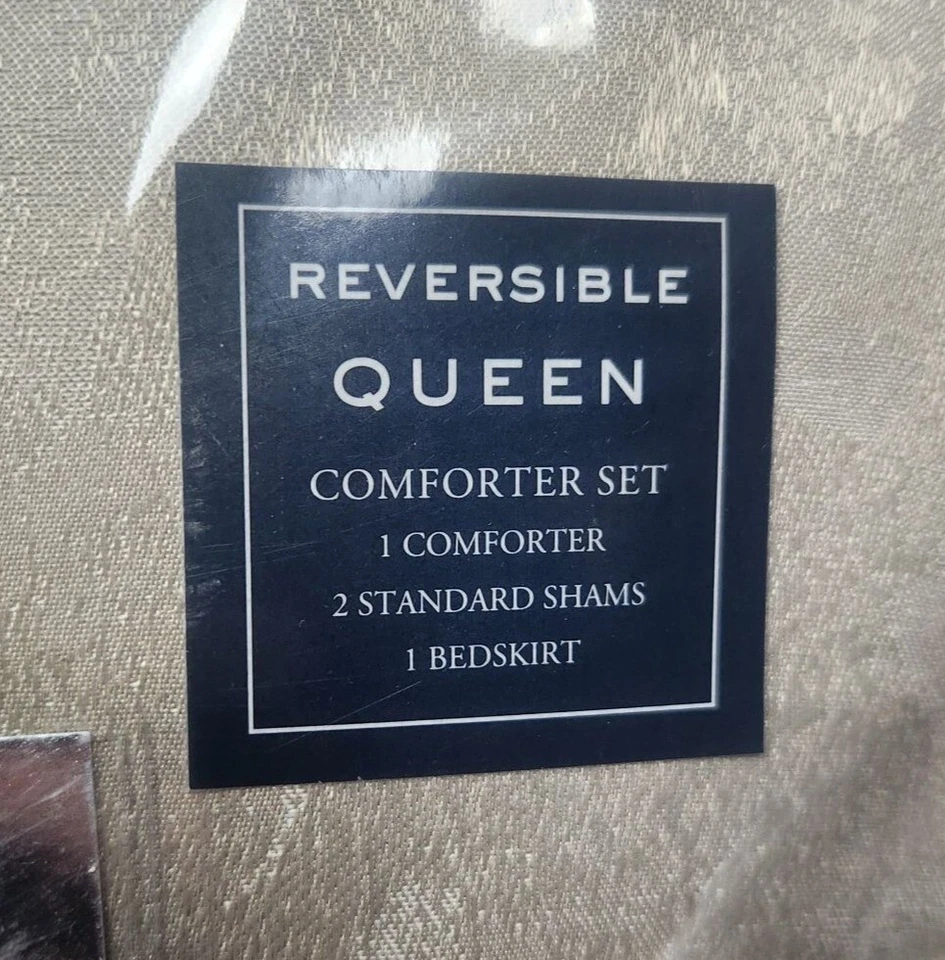 REVERSIBLE
QUEEN
COMFORTER SET
1 COMFORTER
2 STANDARD SHAMS
1 BEDSKIRT